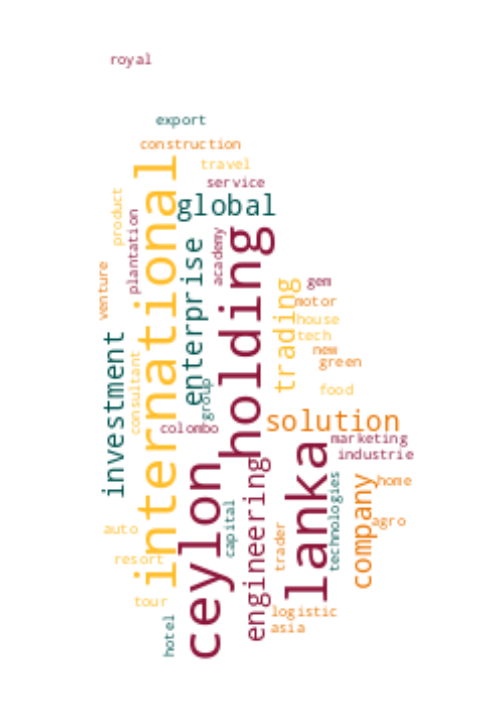 royal
export
construction
travel
service
global
international
product
plantation
enterprise
academy
holding
venture
trading
gem
motor
house
tech
new
green
investment
consultant
group
food
colombo
solution
marketing
industrie
ceylon
lanka
engineering
company
home
technologies
capital
agro
auto
trader
resort
tour
logistic
hotel
asia